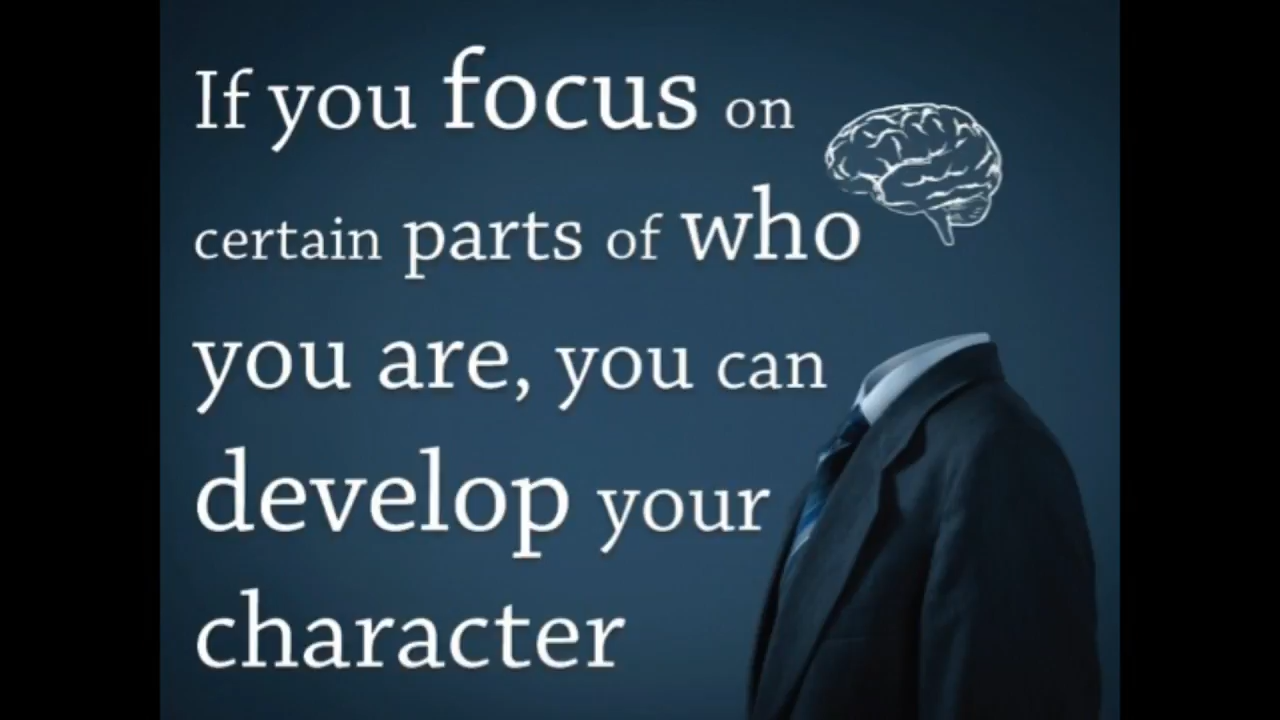 If you focus on
certain parts of who
you are, you can
develop your
character